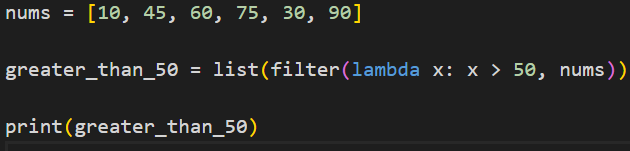 nums = [10, 45, 60, 75, 30, 90]
greater_than_50 = list(filter(lambda x: x > 50, nums))
print(greater_than_50)